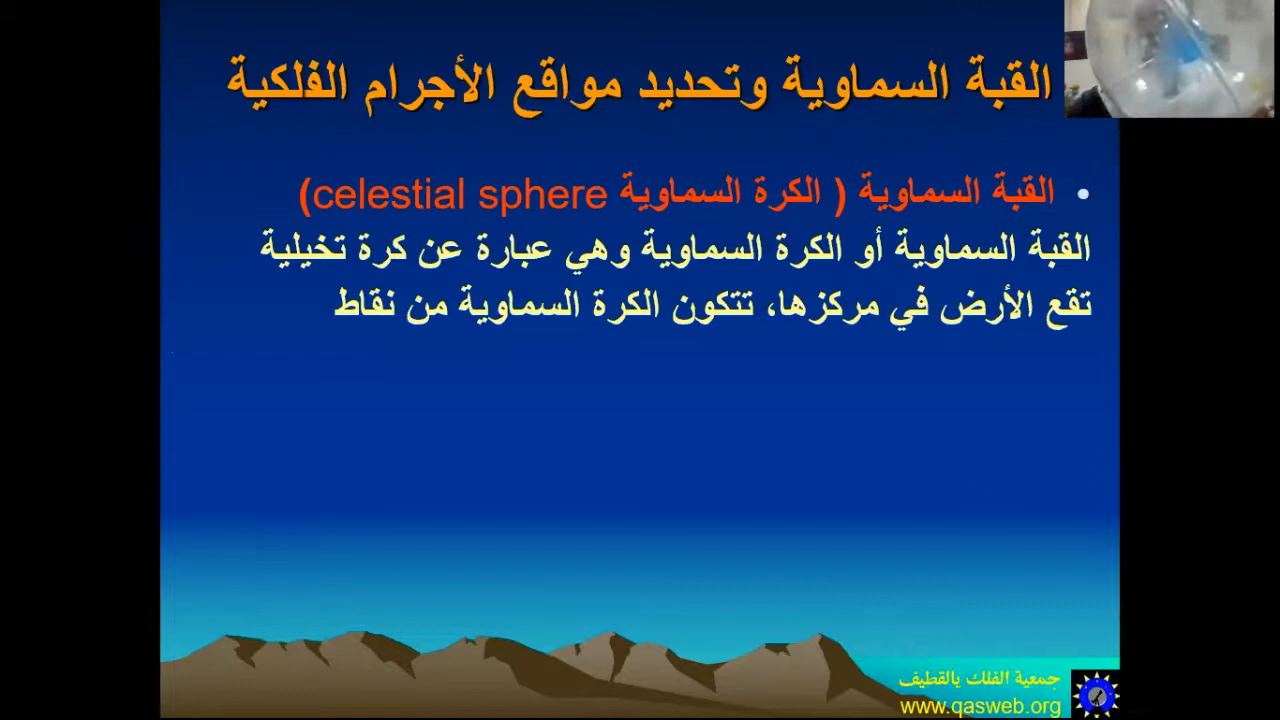 القبة السماوية وتحديد مواقع الأجرام الفلكية
• القبة السماوية ( الكرة السماوية celestial sphere)
القبة السماوية أو الكرة السماوية وهي عبارة عن كرة تخيلية
تقع الأرض في مركزها، تتكون الكرة السماوية من نقاط
جمعية الفلك بالقطيف
www.qasweb.org